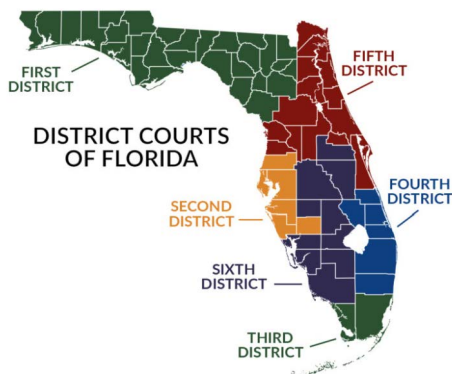 FIRST
DISTRICT
FIFTH
DISTRICT
DISTRICT COURTS
OF FLORIDA
SECOND
DISTRICT
FOURTH
DISTRICT
SIXTH
DISTRICT
THIRD
DISTRICT